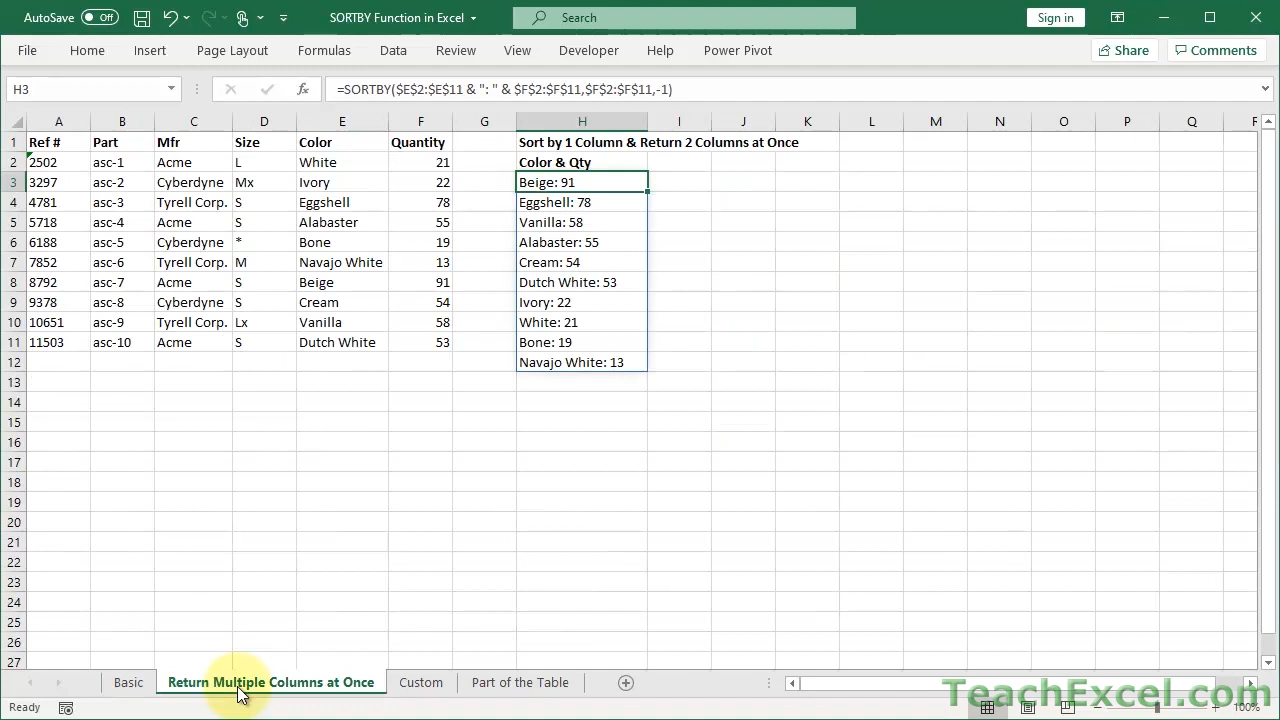 AutoSave Off SORTBY Function in Excel Search Sign in
File Home Insert Page Layout Formulas Data Review View Developer Help Power Pivot Share Comments
H3 fx =SORTBY($E$2:$E$11 & ": " & $F$2:$F$11,$F$2:$F$11,-1)
A B C D E F G H I J K L M N O P Q
1 Ref # Part Mfr Size Color Quantity Sort by 1 Column & Return 2 Columns at Once
2 2502 asc-1 Acme L White 21 Color & Qty
3 3297 asc-2 Cyberdyne Mx Ivory 22 Beige: 91
4 4781 asc-3 Tyrell Corp. S Eggshell 78 Eggshell: 78
5 5718 asc-4 Acme S Alabaster 55 Vanilla: 58
6 6188 asc-5 Cyberdyne * Bone 19 Alabaster: 55
7 7852 asc-6 Tyrell Corp. M Navajo White 13 Cream: 54
8 8792 asc-7 Acme S Beige 91 Dutch White: 53
9 9378 asc-8 Cyberdyne S Cream 54 Ivory: 22
10 10651 asc-9 Tyrell Corp. Lx Vanilla 58 White: 21
11 11503 asc-10 Acme S Dutch White 53 Bone: 19
12 Navajo White: 13
13
14
15
16
17
18
19
20
21
22
23
24
25
26
27
Basic Return Multiple Columns at Once Custom Part of the Table
TeachExcel.com
Ready 100%